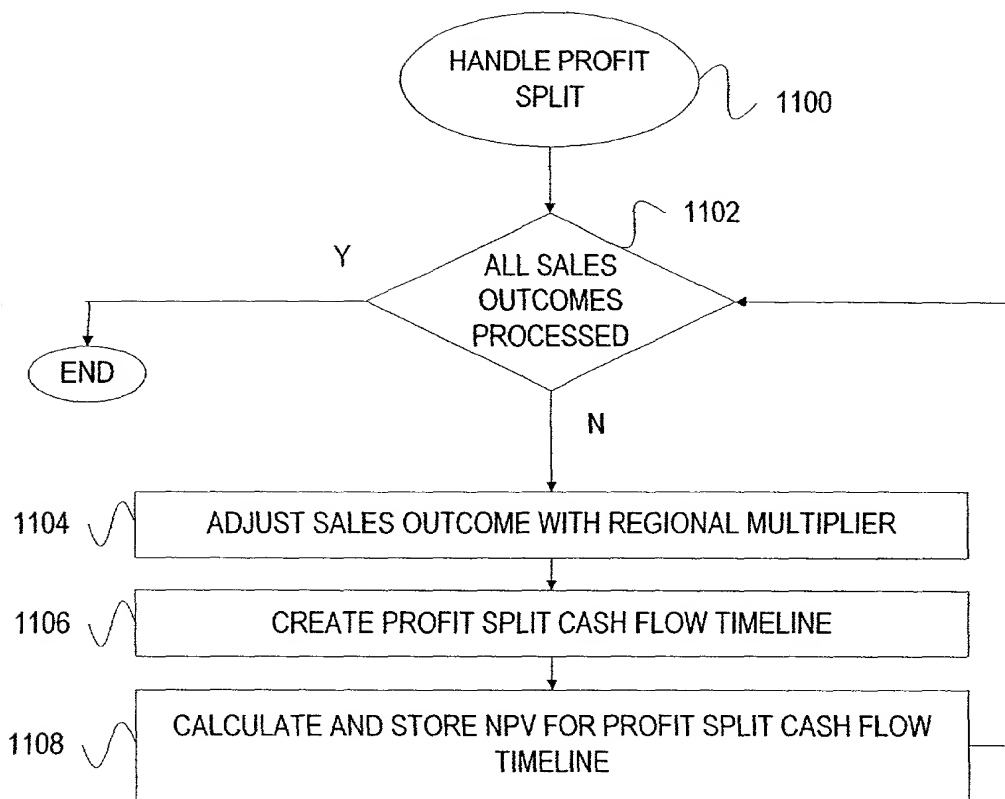 HANDLE PROFIT
SPLIT
1100
1102
Y
ALL SALES
OUTCOMES
PROCESSED
END
N
1104
ADJUST SALES OUTCOME WITH REGIONAL MULTIPLIER
1106
CREATE PROFIT SPLIT CASH FLOW TIMELINE
1108
CALCULATE AND STORE NPV FOR PROFIT SPLIT CASH FLOW
TIMELINE